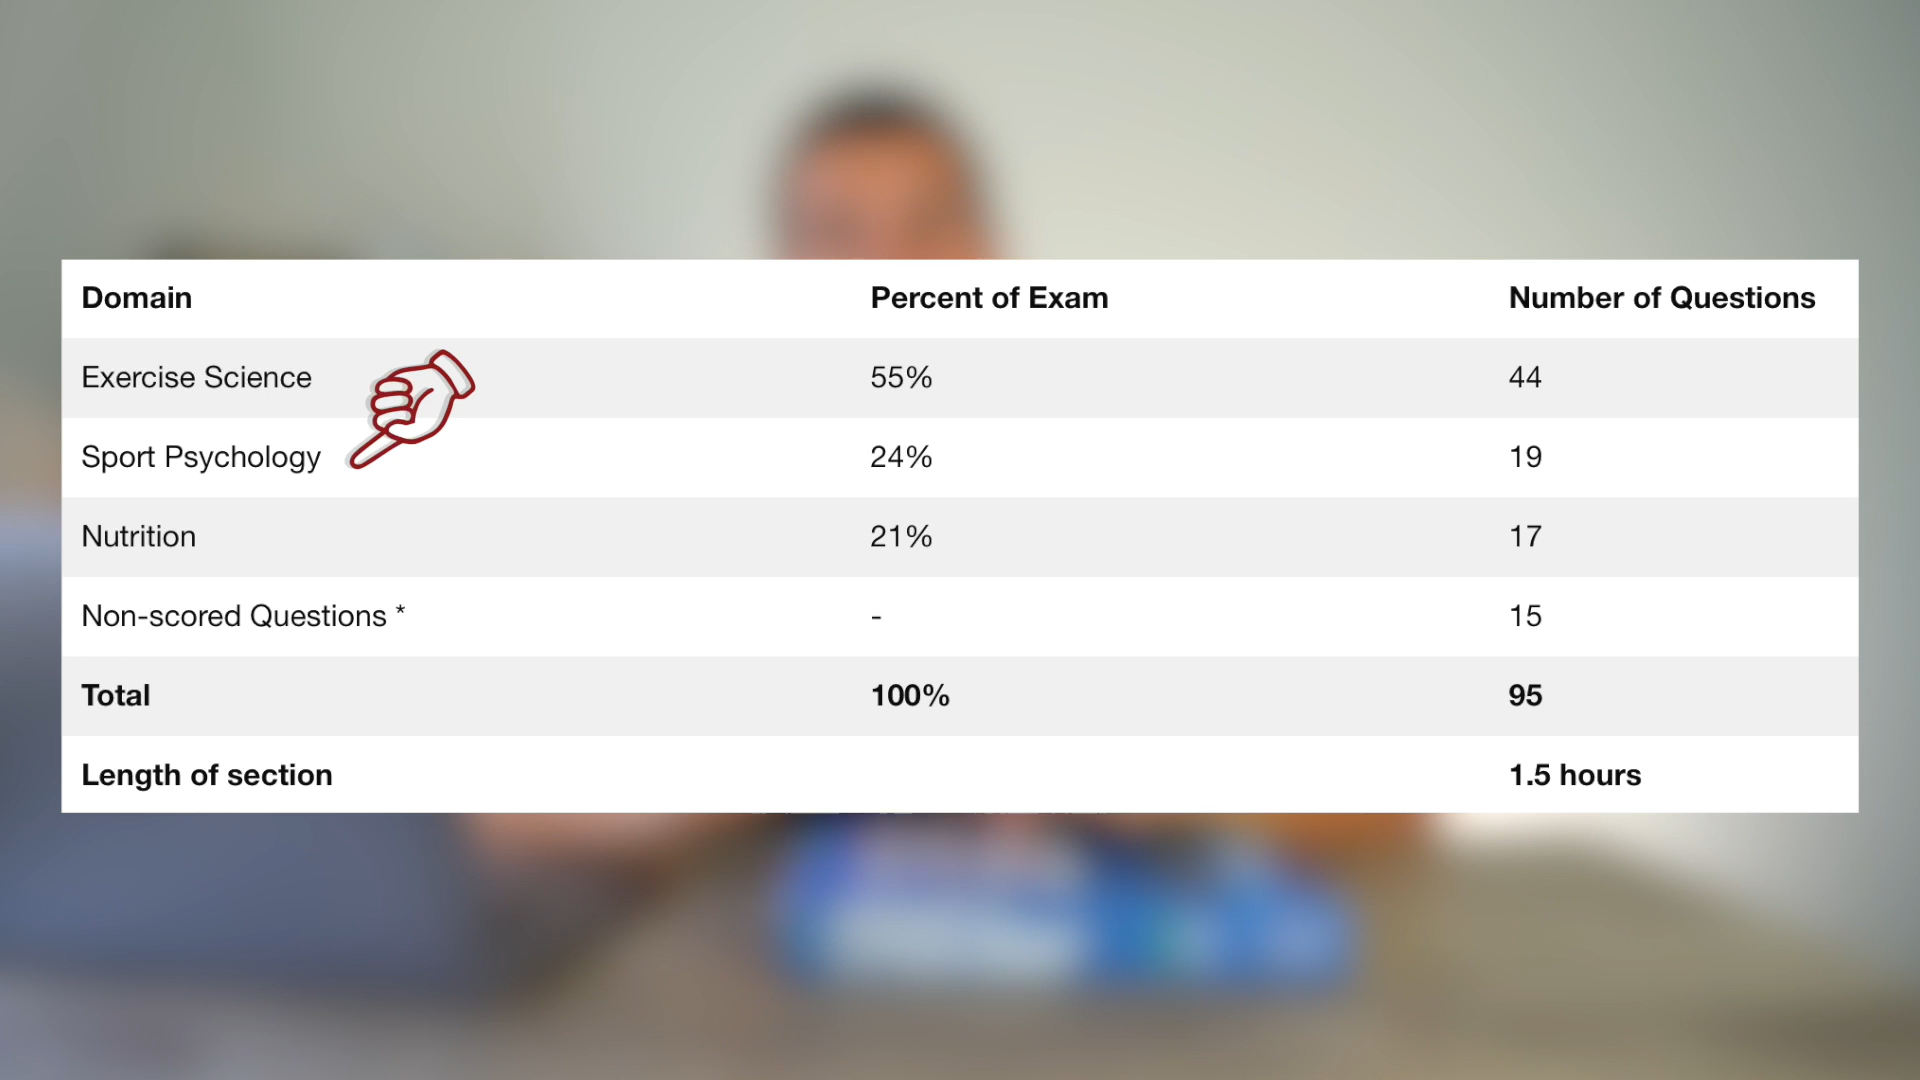 Domain Percent of Exam Number of Questions
Exercise Science 55% 44
Sport Psychology 24% 19
Nutrition 21% 17
Non-scored Questions * - 15
Total 100% 95
Length of section 1.5 hours